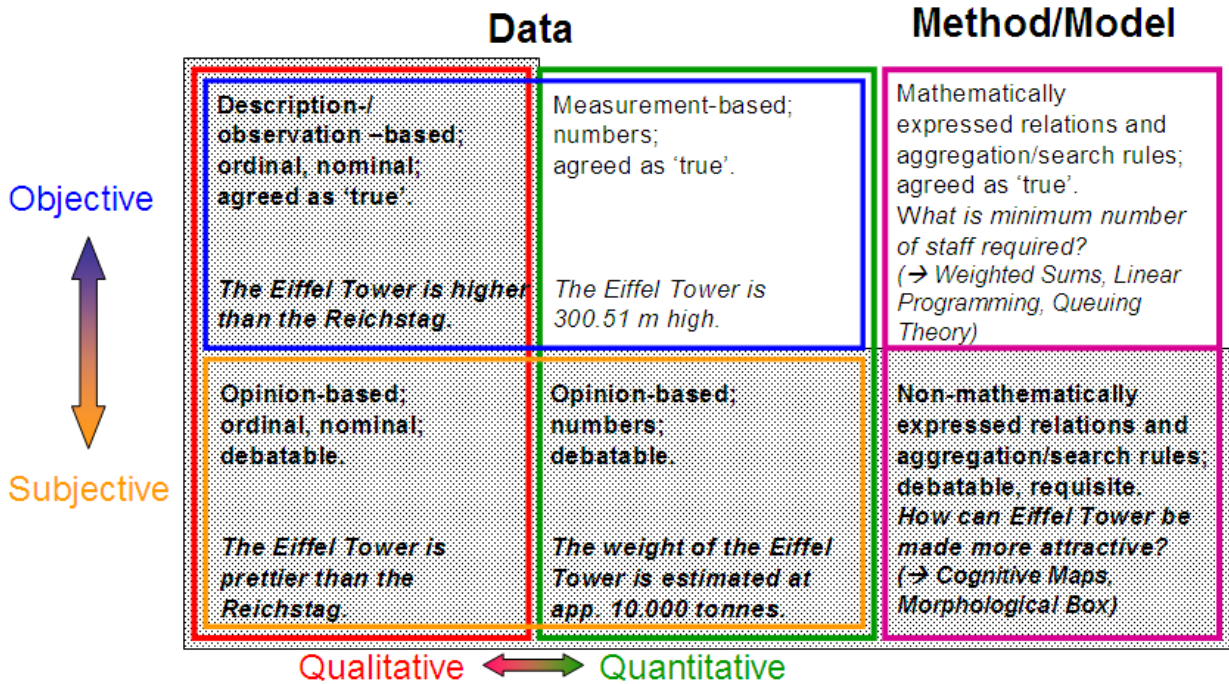 Data
Method/Model
Objective
Subjective
Description-/
observation –based;
ordinal, nominal;
agreed as ‘true’.
The Eiffel Tower is higher
than the Reichstag.
Measurement-based;
numbers;
agreed as ‘true’.
The Eiffel Tower is
300.51 m high.
Mathematically
expressed relations and
aggregation/search rules;
agreed as ‘true’.
What is minimum number
of staff required?
(→ Weighted Sums, Linear
Programming, Queuing
Theory)
Opinion-based;
ordinal, nominal;
debatable.
The Eiffel Tower is
prettier than the
Reichstag.
Opinion-based;
numbers;
debatable.
The weight of the Eiffel
Tower is estimated at
app. 10.000 tonnes.
Non-mathematically
expressed relations and
aggregation/search rules;
debatable, requisite.
How can Eiffel Tower be
made more attractive?
(→ Cognitive Maps,
Morphological Box)
Qualitative
Quantitative